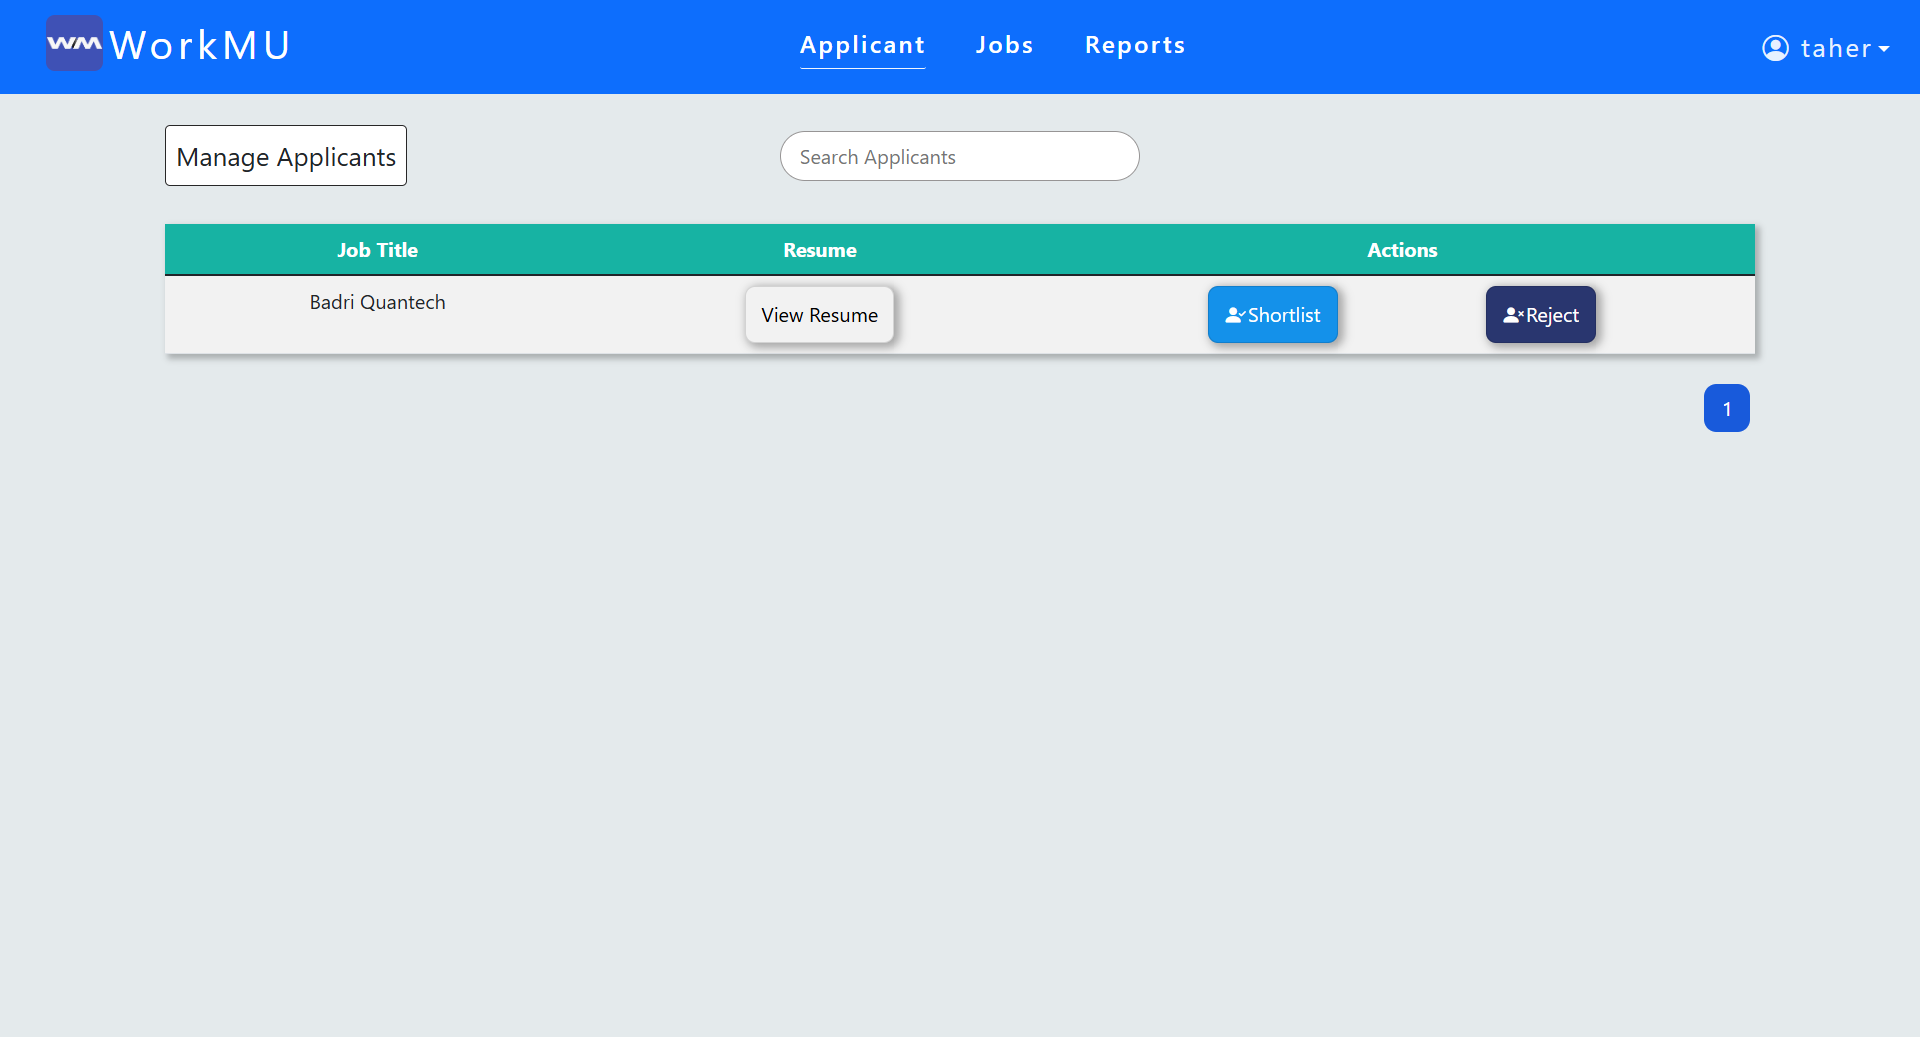 WM WorkMU
Applicant Jobs Reports
taher
Manage Applicants
Search Applicants
Job Title Resume Actions
Badri Quantech View Resume Shortlist Reject
1